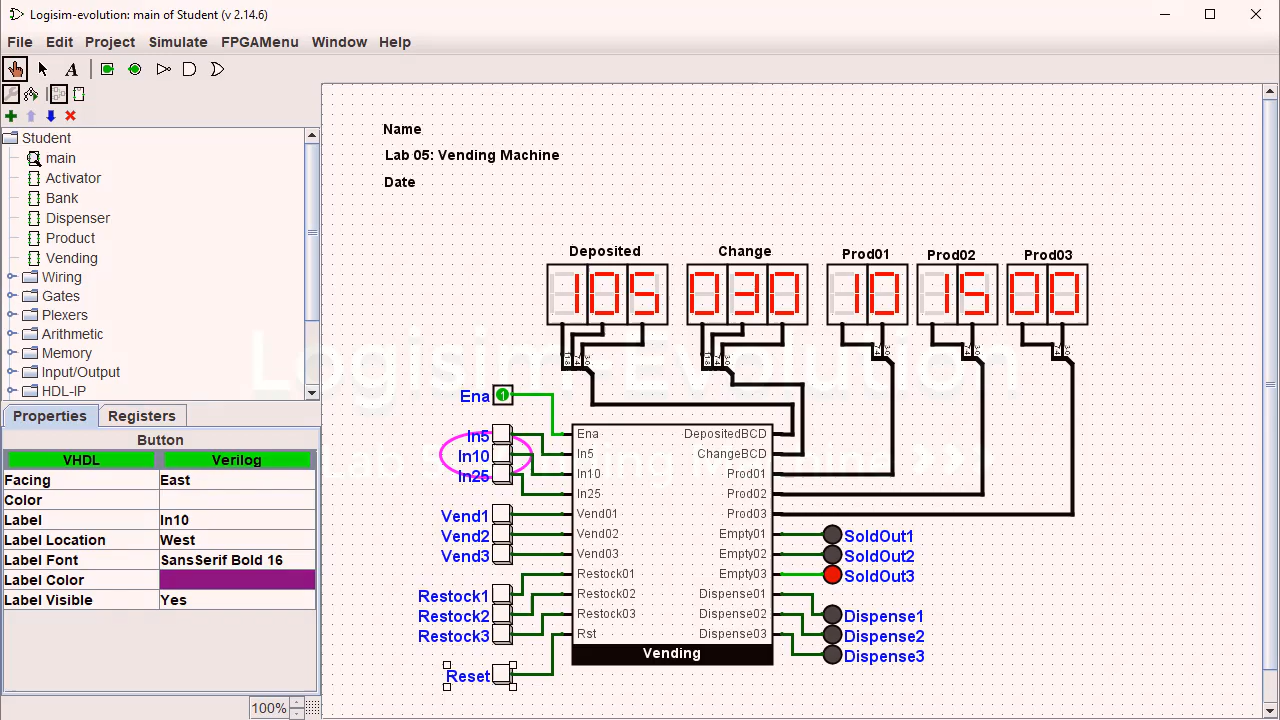 Logisim-evolution: main of Student (v 2.14.6)
File Edit Project Simulate FPGAMenu Window Help
A
Student
main
Activator
Bank
Dispenser
Product
Vending
Wiring
Gates
Plexers
Arithmetic
Memory
Input/Output
HDL-IP
Properties Registers
Button
VHDL Verilog
Facing East
Color
Label In10
Label Location West
Label Font SansSerif Bold 16
Label Color
Label Visible Yes
100%
Name
Lab 05: Vending Machine
Date
Deposited Change Prod01 Prod02 Prod03
105 030 10 15 00
Logisim-Evolution
Ena 1
In5
In10
In25
Vend1
Vend2
Vend3
Restock1
Restock2
Restock3
Reset
Ena DepositedBCD
In5 ChangeBCD
In10 Prod01
In25 Prod02
Vend01 Prod03
Vend02 Empty01
Vend03 Empty02
Restock01 Empty03
Restock02 Dispense01
Restock03 Dispense02
Rst Dispense03
Vending
SoldOut1
SoldOut2
SoldOut3
Dispense1
Dispense2
Dispense3